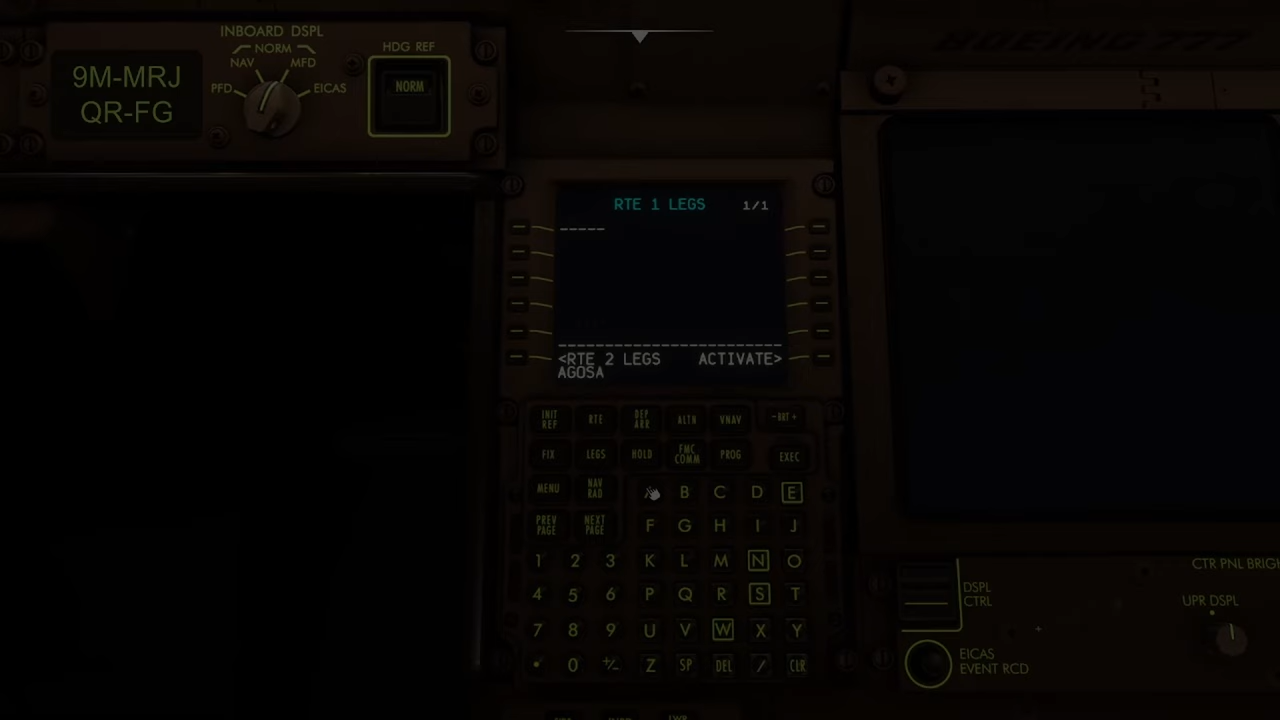 BOEING 777
INBOARD DSPL
NORM
NAV
MFD
PFD
EICAS
HDG REF
NORM
9M-MRJ
QR-FG
RTE 1 LEGS 1/1
-----
------------------------
<RTE 2 LEGS ACTIVATE>
AGOSA
INIT REF
RTE
DEP ARR
ALTN
VNAV
-BRT+
FIX
LEGS
HOLD
FMC COMM
PROG
EXEC
MENU
NAV RAD
B C D E
PREV PAGE
NEXT PAGE
F G H I J
1 2 3 K L M N O
4 5 6 P Q R S T
7 8 9 U V W X Y
. 0 +/- Z SP DEL / CLR
CTR PNL
DSPL
CTRL
UPR DSPL
EICAS
EVENT RCD